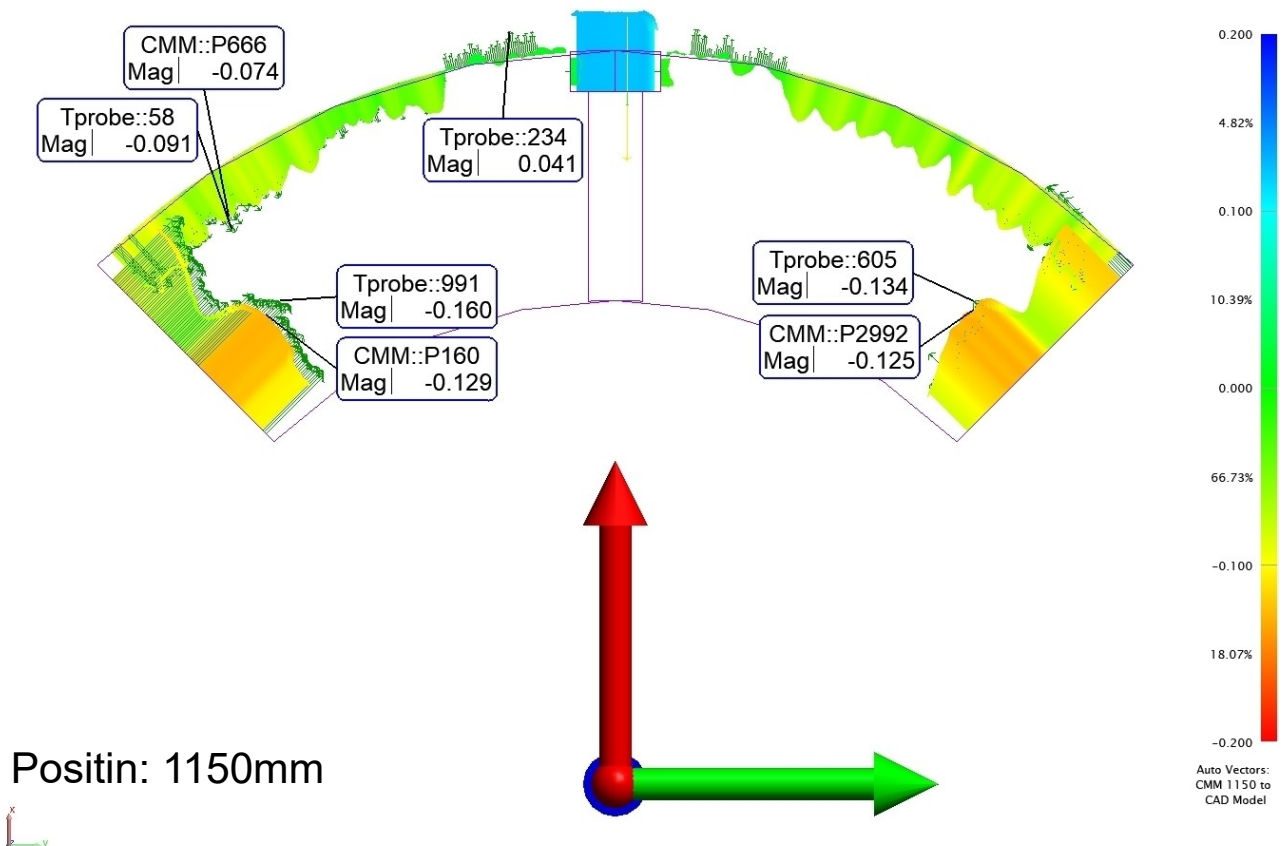 CMM::P666
Mag -0.074
Tprobe::58
Mag -0.091
Tprobe::234
Mag 0.041
Tprobe::991
Mag -0.160
CMM::P160
Mag -0.129
Tprobe::605
Mag -0.134
CMM::P2992
Mag -0.125
0.200
4.82%
0.100
10.39%
0.000
66.73%
-0.100
18.07%
-0.200
Auto Vectors:
CMM 1150 to
CAD Model
Positin: 1150mm
X
Z Y